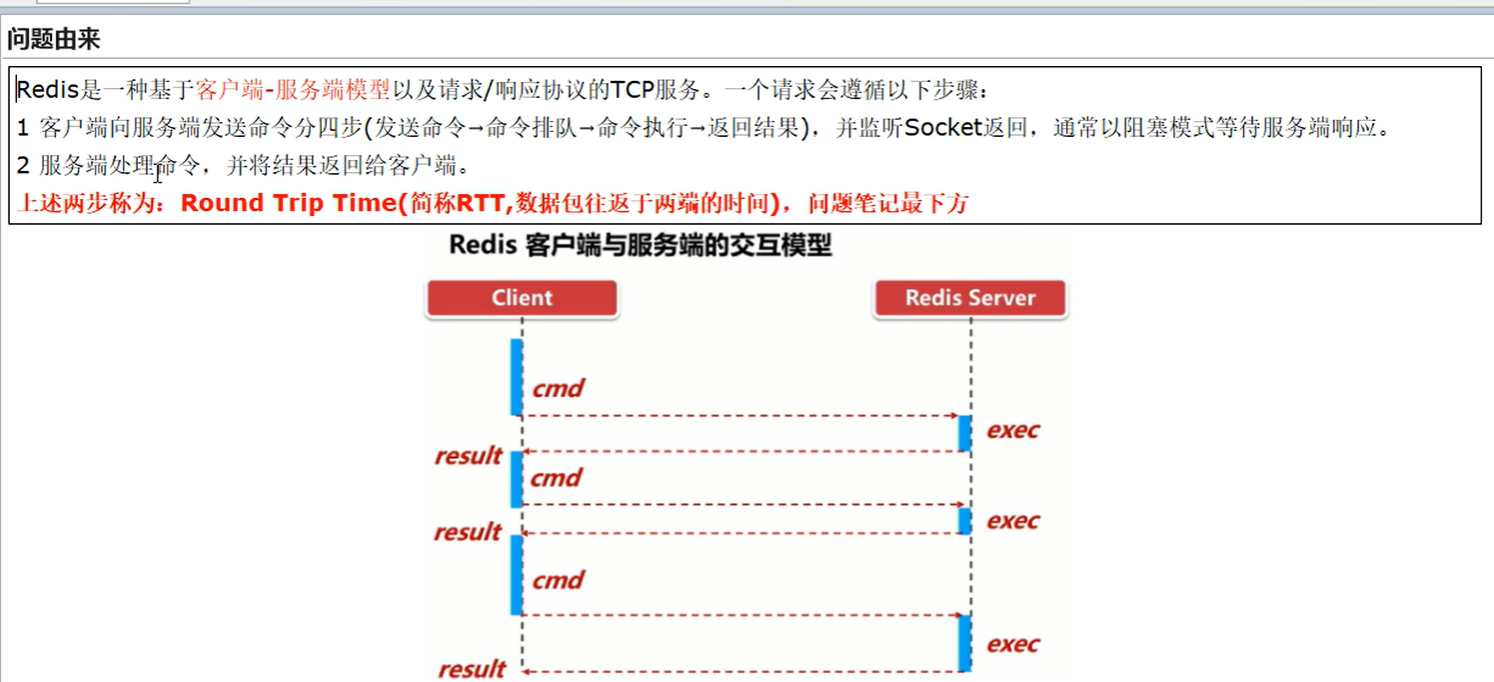 问题由来
Redis是一种基于客户端-服务端模型以及请求/响应协议的TCP服务。一个请求会遵循以下步骤：
1 客户端向服务端发送命令分四步(发送命令→命令排队→命令执行→返回结果)，并监听Socket返回，通常以阻塞模式等待服务端响应。
2 服务端处理命令，并将结果返回给客户端。
上述两步称为：Round Trip Time(简称RTT,数据包往返于两端的时间)，问题笔记最下方
Redis 客户端与服务端的交互模型
Client
Redis Server
cmd
exec
result
cmd
exec
result
cmd
exec
result